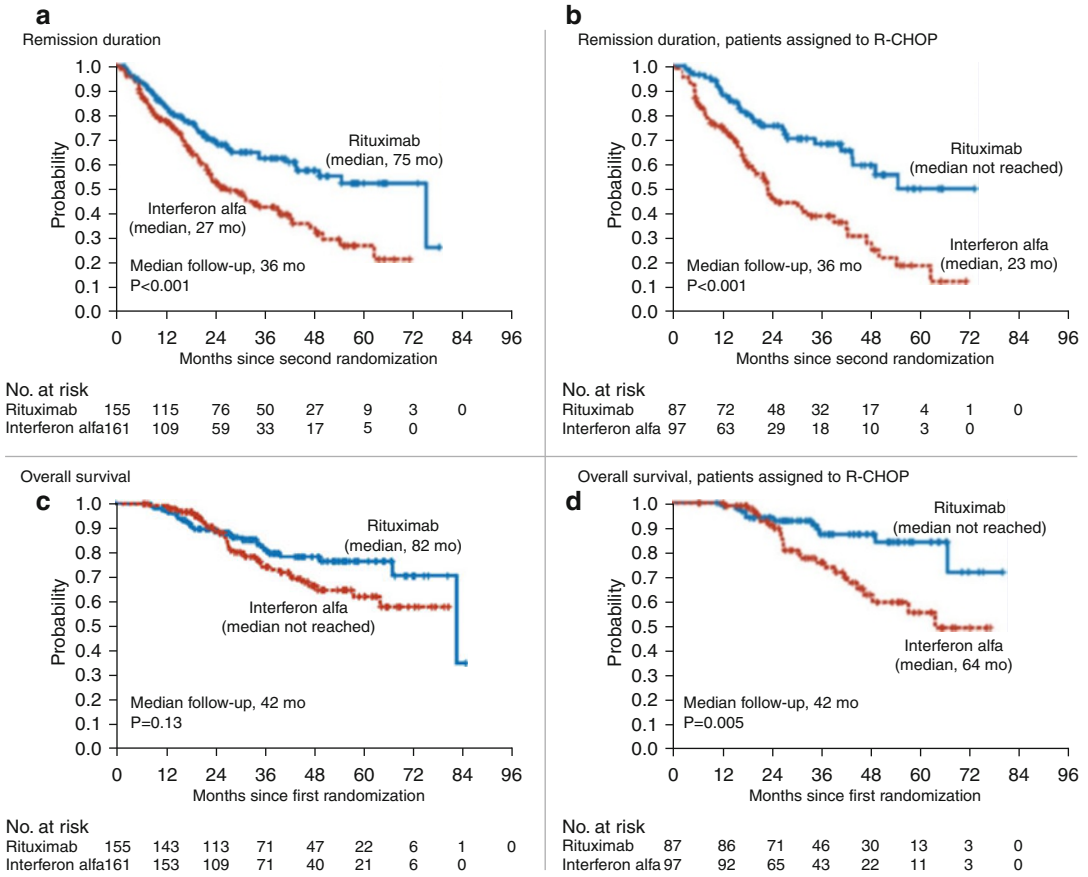 a
Remission duration
1.0
0.9
0.8
0.7
0.6
0.5
0.4
0.3
0.2
0.1
0.0
Probability
Rituximab
(median, 75 mo)
Interferon alfa
(median, 27 mo)
Median follow-up, 36 mo
P<0.001
0 12 24 36 48 60 72 84 96
Months since second randomization
No. at risk
Rituximab 155 115 76 50 27 9 3 0
Interferon alfa 161 109 59 33 17 5 0
b
Remission duration, patients assigned to R-CHOP
1.0
0.9
0.8
0.7
0.6
0.5
0.4
0.3
0.2
0.1
0.0
Probability
Rituximab
(median not reached)
Interferon alfa
(median, 23 mo)
Median follow-up, 36 mo
P<0.001
0 12 24 36 48 60 72 84 96
Months since second randomization
No. at risk
Rituximab 87 72 48 32 17 4 1 0
Interferon alfa 97 63 29 18 10 3 0
Overall survival
c
1.0
0.9
0.8
0.7
0.6
0.5
0.4
0.3
0.2
0.1
0.0
Probability
Rituximab
(median, 82 mo)
Interferon alfa
(median not reached)
Median follow-up, 42 mo
P=0.13
0 12 24 36 48 60 72 84 96
Months since first randomization
No. at risk
Rituximab 155 143 113 71 47 22 6 1 0
Interferon alfa 161 153 109 71 40 21 6 0
Overall survival, patients assigned to R-CHOP
d
1.0
0.9
0.8
0.7
0.6
0.5
0.4
0.3
0.2
0.1
0.0
Probability
Rituximab
(median not reached)
Interferon alfa
(median, 64 mo)
Median follow-up, 42 mo
P=0.005
0 12 24 36 48 60 72 84 96
Months since first randomization
No. at risk
Rituximab 87 86 71 46 30 13 3 0
Interferon alfa 97 92 65 43 22 11 3 0